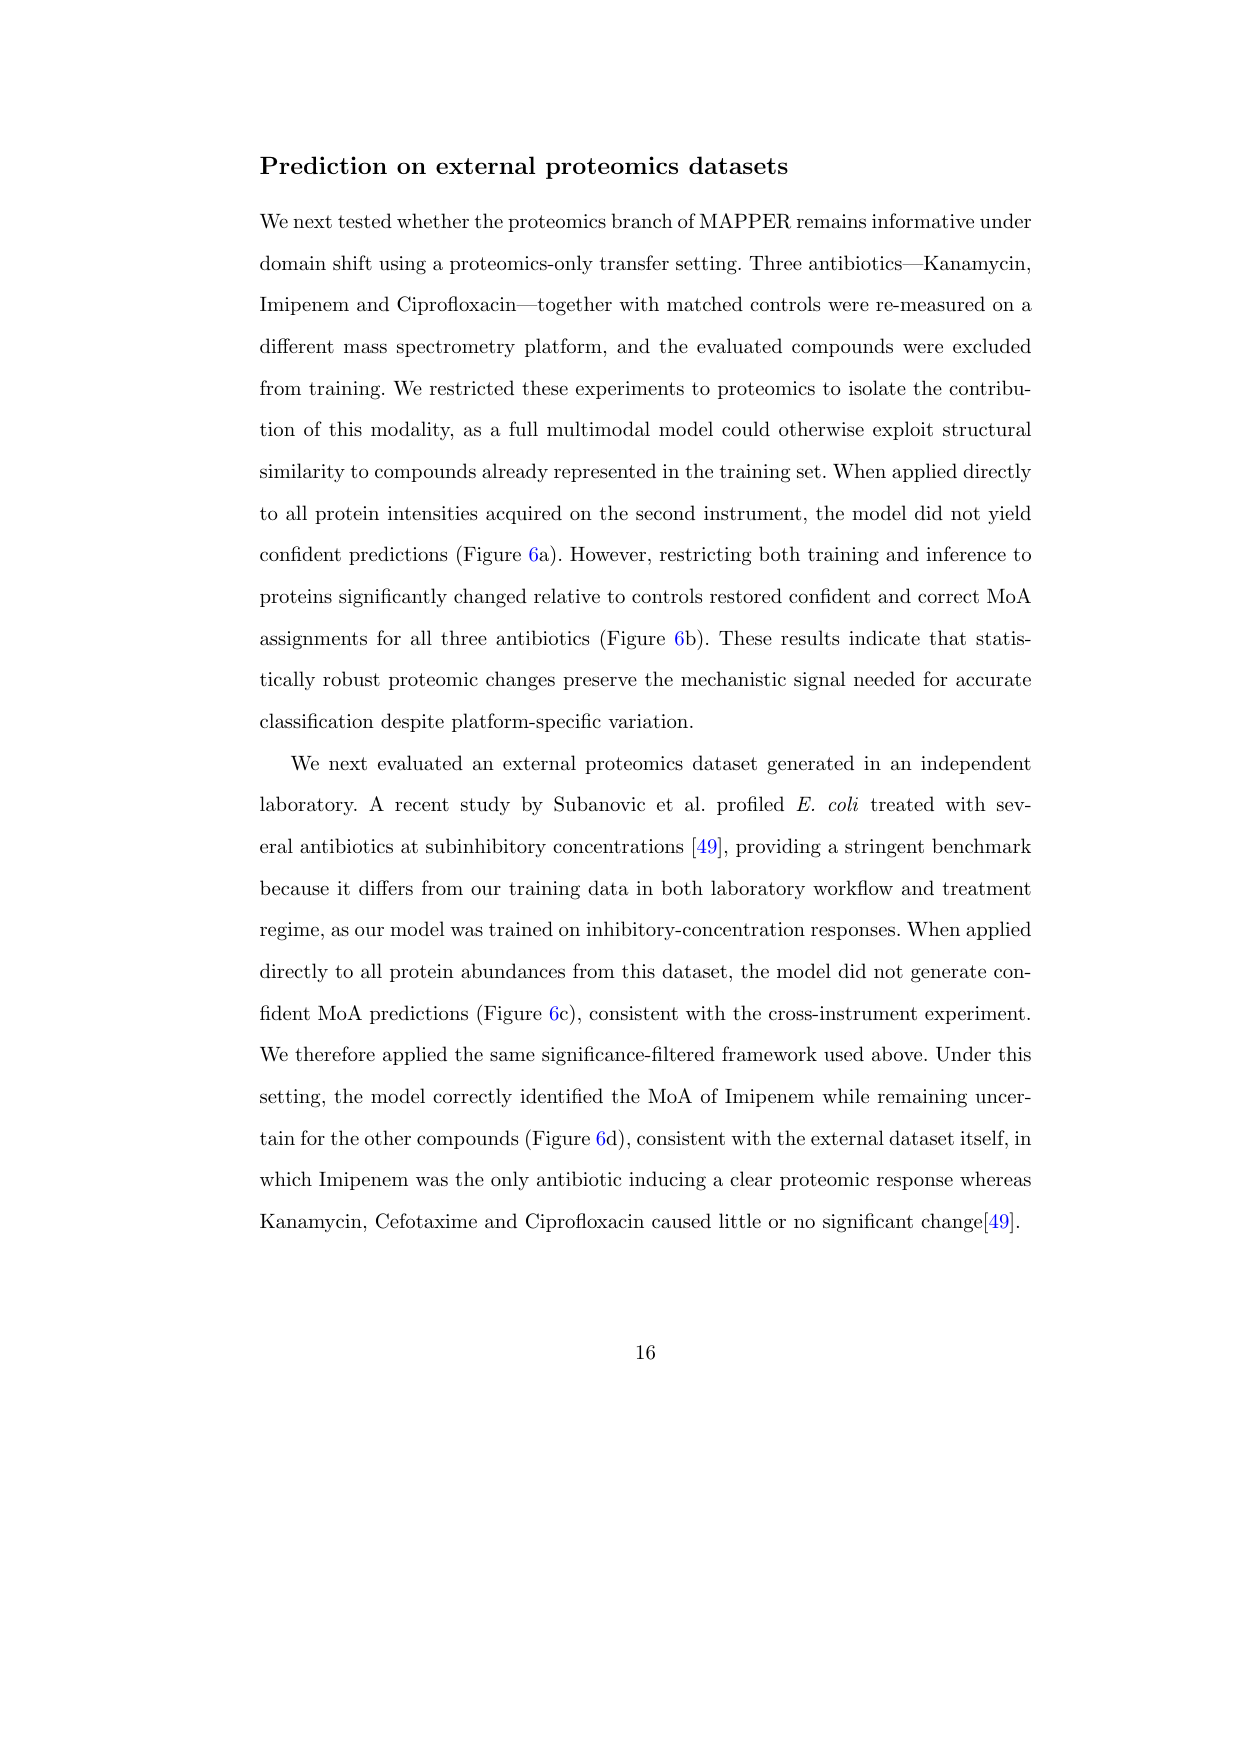 Prediction on external proteomics datasets
We next tested whether the proteomics branch of MAPPER remains informative under
domain shift using a proteomics-only transfer setting. Three antibiotics—Kanamycin,
Imipenem and Ciprofloxacin—together with matched controls were re-measured on a
different mass spectrometry platform, and the evaluated compounds were excluded
from training. We restricted these experiments to proteomics to isolate the contribu-
tion of this modality, as a full multimodal model could otherwise exploit structural
similarity to compounds already represented in the training set. When applied directly
to all protein intensities acquired on the second instrument, the model did not yield
confident predictions (Figure 6a). However, restricting both training and inference to
proteins significantly changed relative to controls restored confident and correct MoA
assignments for all three antibiotics (Figure 6b). These results indicate that statis-
tically robust proteomic changes preserve the mechanistic signal needed for accurate
classification despite platform-specific variation.
We next evaluated an external proteomics dataset generated in an independent
laboratory. A recent study by Subanovic et al. profiled E. coli treated with sev-
eral antibiotics at subinhibitory concentrations [49], providing a stringent benchmark
because it differs from our training data in both laboratory workflow and treatment
regime, as our model was trained on inhibitory-concentration responses. When applied
directly to all protein abundances from this dataset, the model did not generate con-
fident MoA predictions (Figure 6c), consistent with the cross-instrument experiment.
We therefore applied the same significance-filtered framework used above. Under this
setting, the model correctly identified the MoA of Imipenem while remaining uncer-
tain for the other compounds (Figure 6d), consistent with the external dataset itself, in
which Imipenem was the only antibiotic inducing a clear proteomic response whereas
Kanamycin, Cefotaxime and Ciprofloxacin caused little or no significant change[49].
16